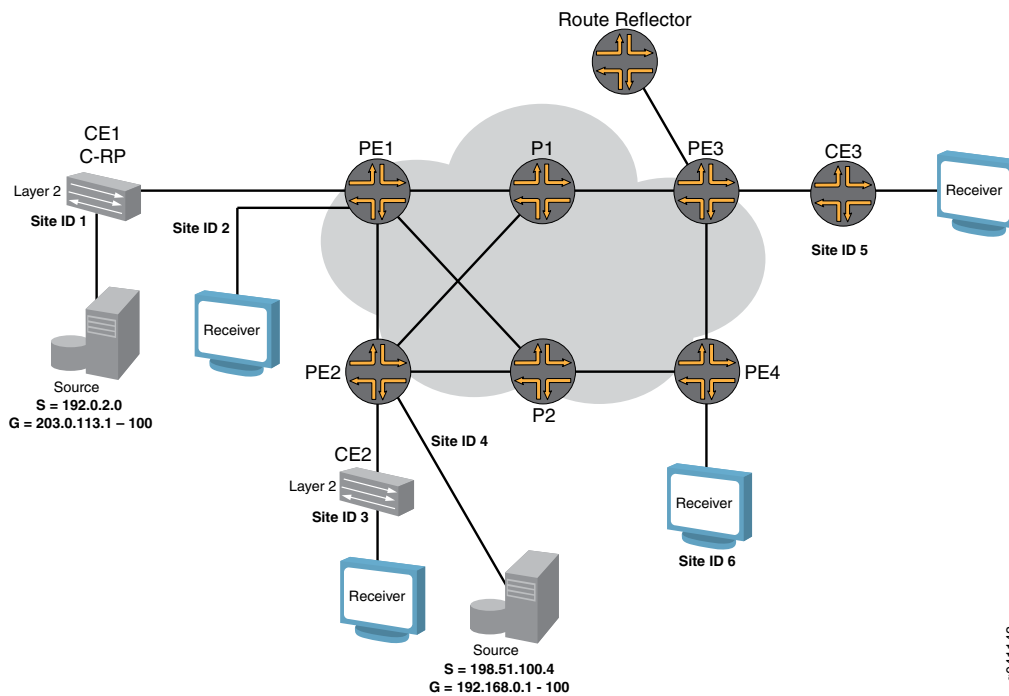 Route Reflector
CE1
C-RP
PE1
P1
PE3
CE3
Layer 2
Site ID 1
Site ID 2
Receiver
Site ID 5
Receiver
Source
S = 192.0.2.0
G = 203.0.113.1 – 100
PE2
P2
PE4
Site ID 4
CE2
Layer 2
Site ID 3
Receiver
Site ID 6
Receiver
Source
S = 198.51.100.4
G = 192.168.0.1 - 100